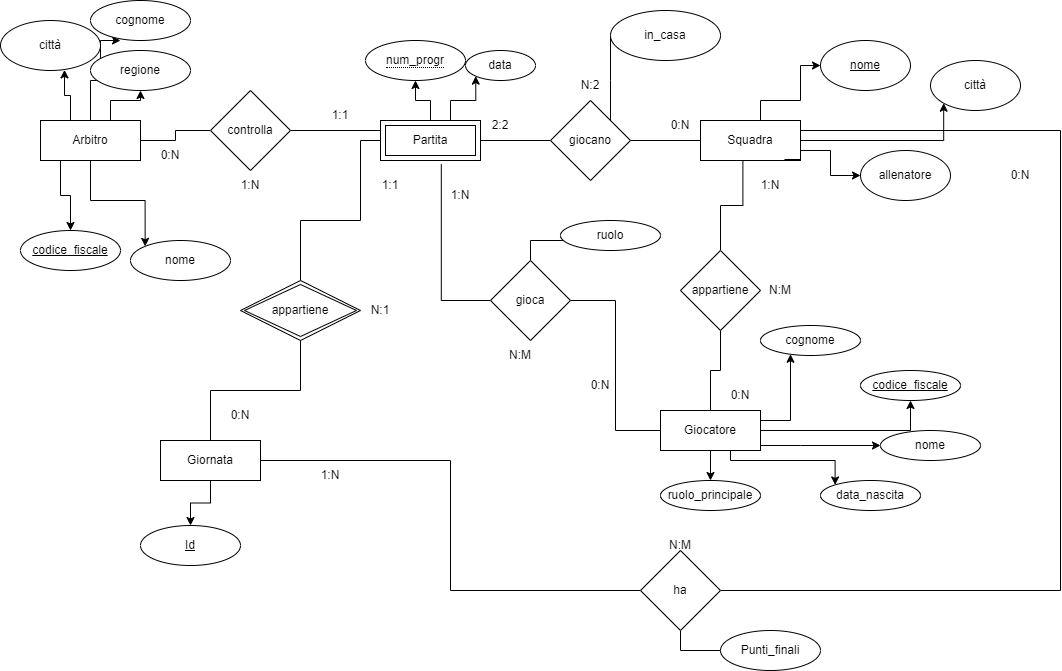 cognome
città
regione
num_progr
data
in_casa
nome
città
N:2
Arbitro
controlla
1:1
Partita
2:2
giocano
0:N
Squadra
0:N
1:N
1:1
1:N
1:N
allenatore
0:N
codice_fiscale
nome
ruolo
appartiene
N:1
gioca
appartiene
N:M
N:M
cognome
0:N
0:N
codice_fiscale
0:N
Giornata
Giocatore
nome
1:N
ruolo_principale
data_nascita
Id
N:M
ha
Punti_finali